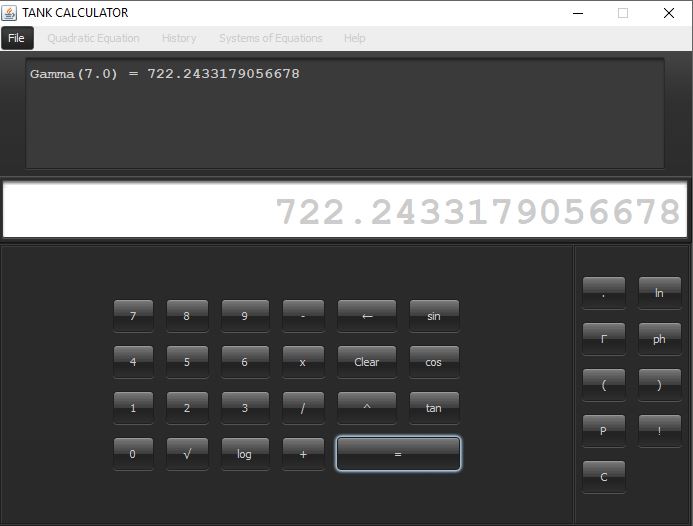 TANK CALCULATOR
File Quadratic Equation History Systems of Equations Help
Gamma(7.0) = 722.2433179056678
722.2433179056678
. ln
7 8 9 - ← sin
Γ ph
4 5 6 x Clear cos
( )
1 2 3 / ^ tan
P !
0 √ log + =
C